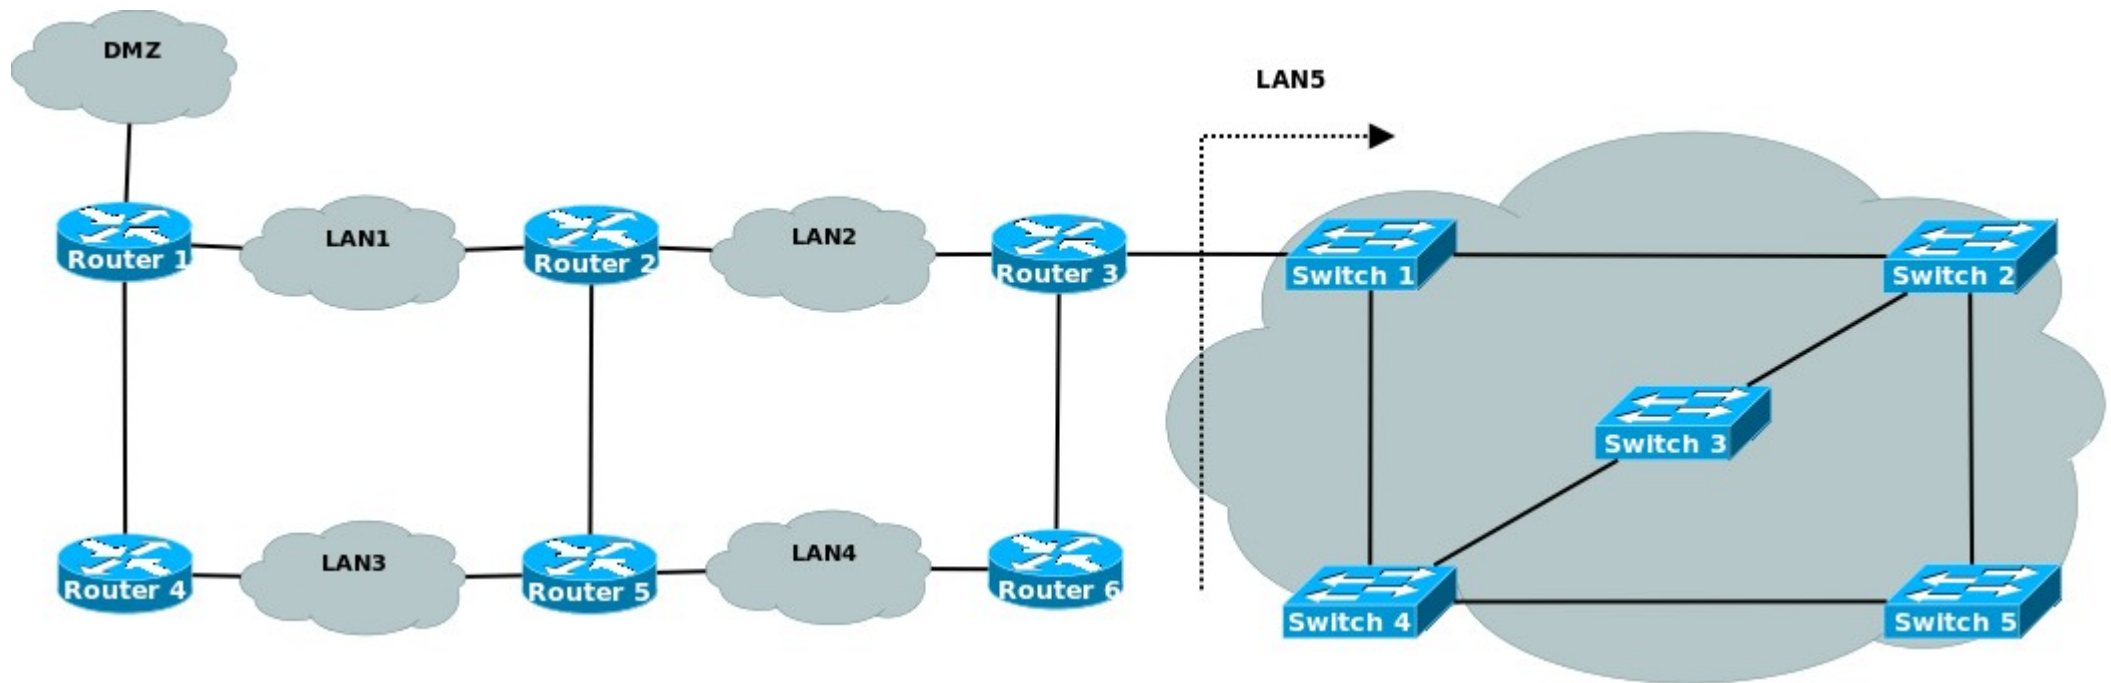 DMZ
LAN5
Router 1
LAN1
Router 2
LAN2
Router 3
Switch 1
Switch 2
Switch 3
Router 4
LAN3
Router 5
LAN4
Router 6
Switch 4
Switch 5